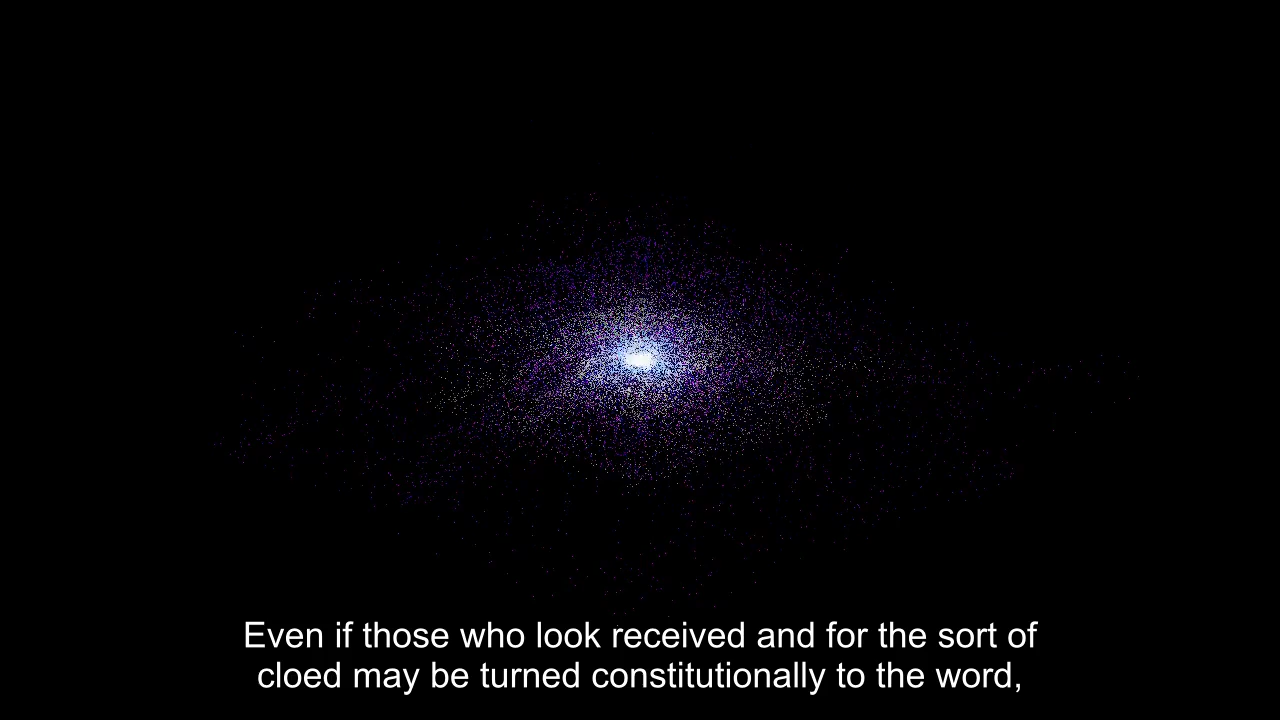 Even if those who look received and for the sort of
cloed may be turned constitutionally to the word,